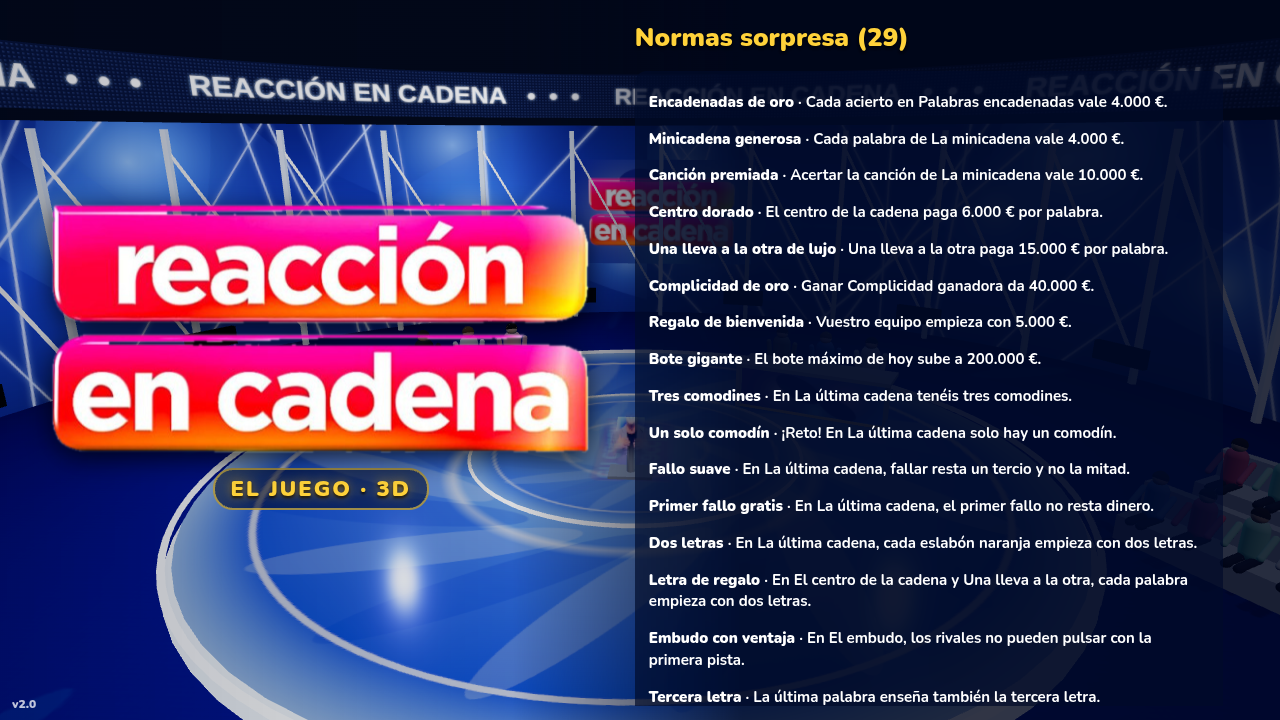 Normas sorpresa (29)
REACCIÓN EN CADENA
REACCIÓN EN
Encadenadas de oro · Cada acierto en Palabras encadenadas vale 4.000 €.
Minicadena generosa · Cada palabra de La minicadena vale 4.000 €.
Canción premiada · Acertar la canción de La minicadena vale 10.000 €.
reacción
en cadena
Centro dorado · El centro de la cadena paga 6.000 € por palabra.
Una lleva a la otra de lujo · Una lleva a la otra paga 15.000 € por palabra.
Complicidad de oro · Ganar Complicidad ganadora da 40.000 €.
Regalo de bienvenida · Vuestro equipo empieza con 5.000 €.
Bote gigante · El bote máximo de hoy sube a 200.000 €.
Tres comodines · En La última cadena tenéis tres comodines.
Un solo comodín · ¡Reto! En La última cadena solo hay un comodín.
Fallo suave · En La última cadena, fallar resta un tercio y no la mitad.
Primer fallo gratis · En La última cadena, el primer fallo no resta dinero.
Dos letras · En La última cadena, cada eslabón naranja empieza con dos letras.
Letra de regalo · En El centro de la cadena y Una lleva a la otra, cada palabra
empieza con dos letras.
Embudo con ventaja · En El embudo, los rivales no pueden pulsar con la
primera pista.
Tercera letra · La última palabra enseña también la tercera letra.
reacción
en cadena
EL JUEGO · 3D
v2.0